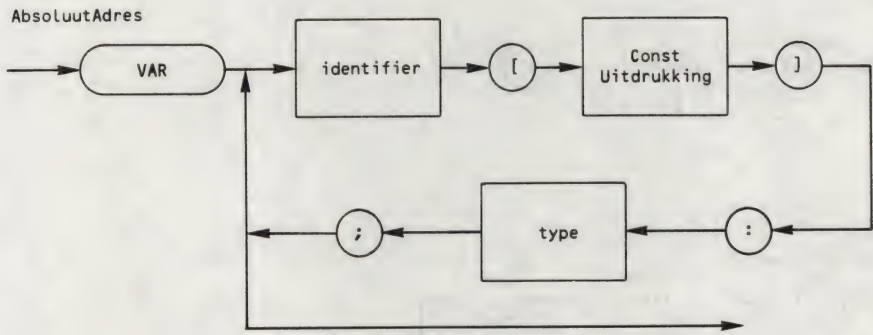 AbsoluutAdres
VAR
identifier
[
Const
Uitdrukking
]
:
type
;